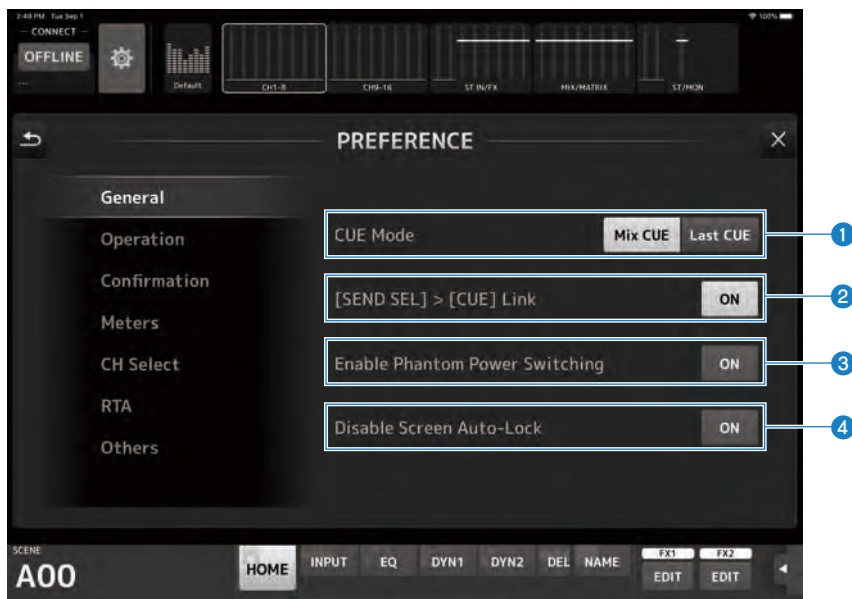 2:49 PM Tue Sep 1
100%
CONNECT
OFFLINE
---
Default
CH1-8
CH9-16
ST IN/FX
MIX/MATRIX
ST/MON
PREFERENCE
General
Operation
Confirmation
Meters
CH Select
RTA
Others
CUE Mode
Mix CUE
Last CUE
1
[SEND SEL] > [CUE] Link
ON
2
Enable Phantom Power Switching
ON
3
Disable Screen Auto-Lock
ON
4
SCENE
A00
HOME
INPUT
EQ
DYN1
DYN2
DEL
NAME
FX1
EDIT
FX2
EDIT